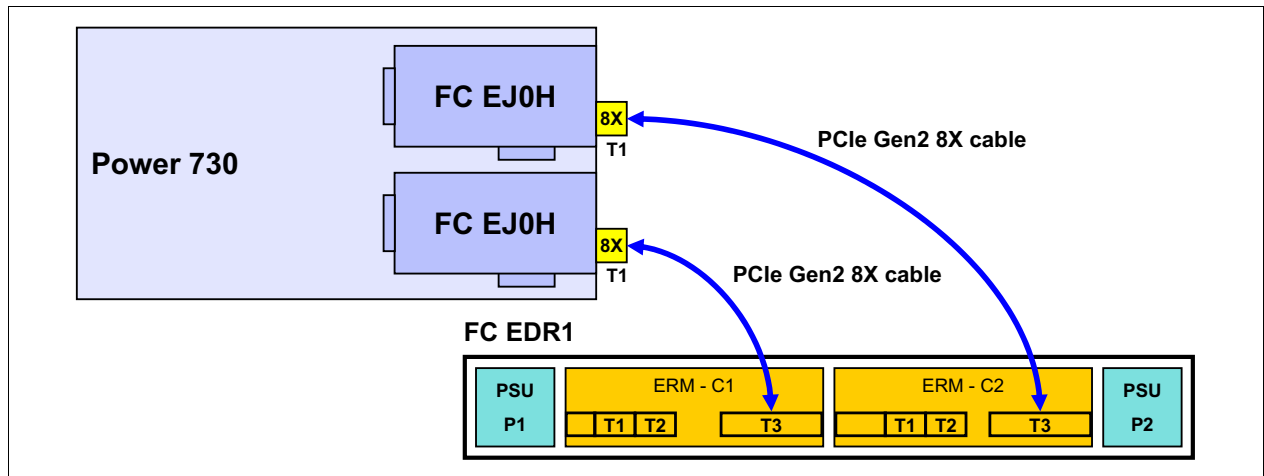 FC EJ0H
8X
T1
PCIe Gen2 8X cable
Power 730
FC EJ0H
8X
T1
PCIe Gen2 8X cable
FC EDR1
PSU
P1
ERM - C1
T1
T2
T3
ERM - C2
T1
T2
T3
PSU
P2